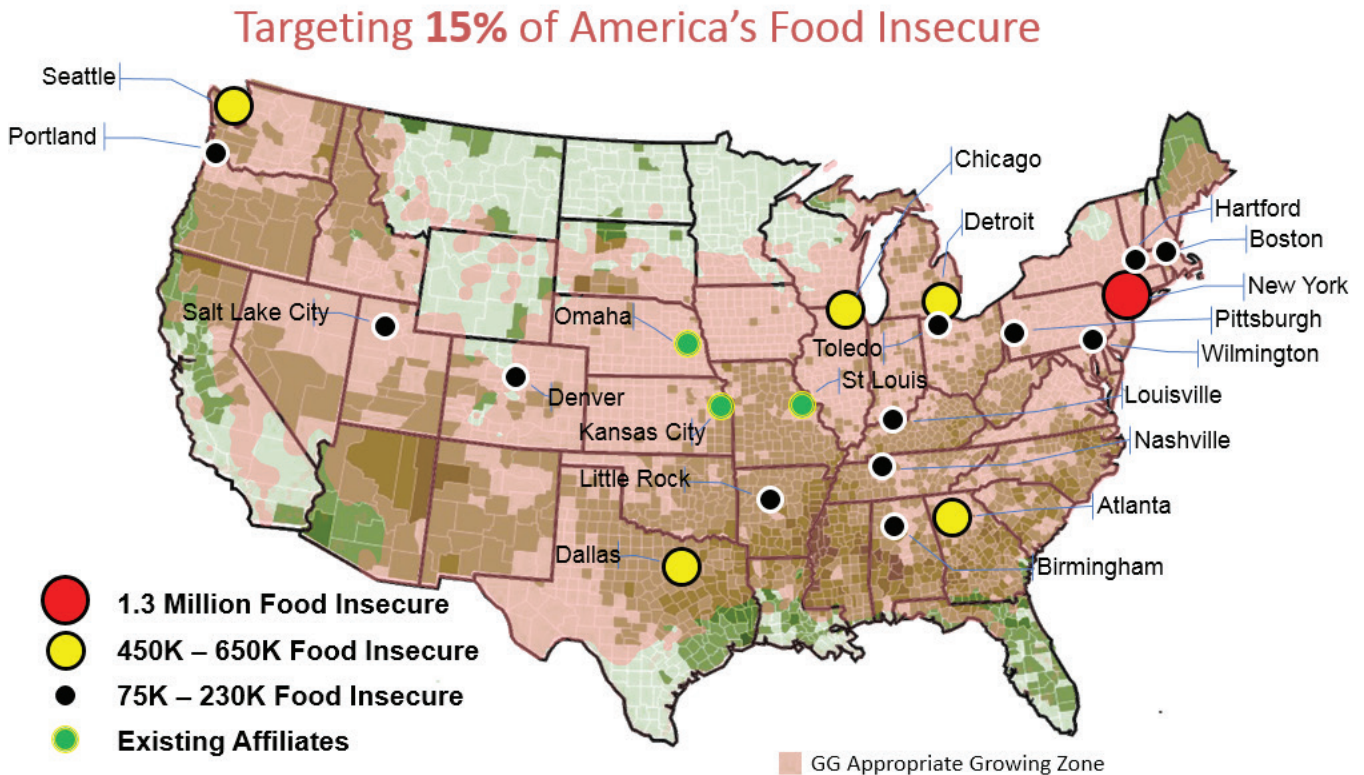 Targeting 15% of America's Food Insecure
Seattle
Portland
Chicago
Detroit
Hartford
Boston
New York
Pittsburgh
Wilmington
Salt Lake City
Omaha
Toledo
St Louis
Denver
Kansas City
Louisville
Nashville
Little Rock
Atlanta
Dallas
Birmingham
1.3 Million Food Insecure
450K – 650K Food Insecure
75K – 230K Food Insecure
Existing Affiliates
GG Appropriate Growing Zone